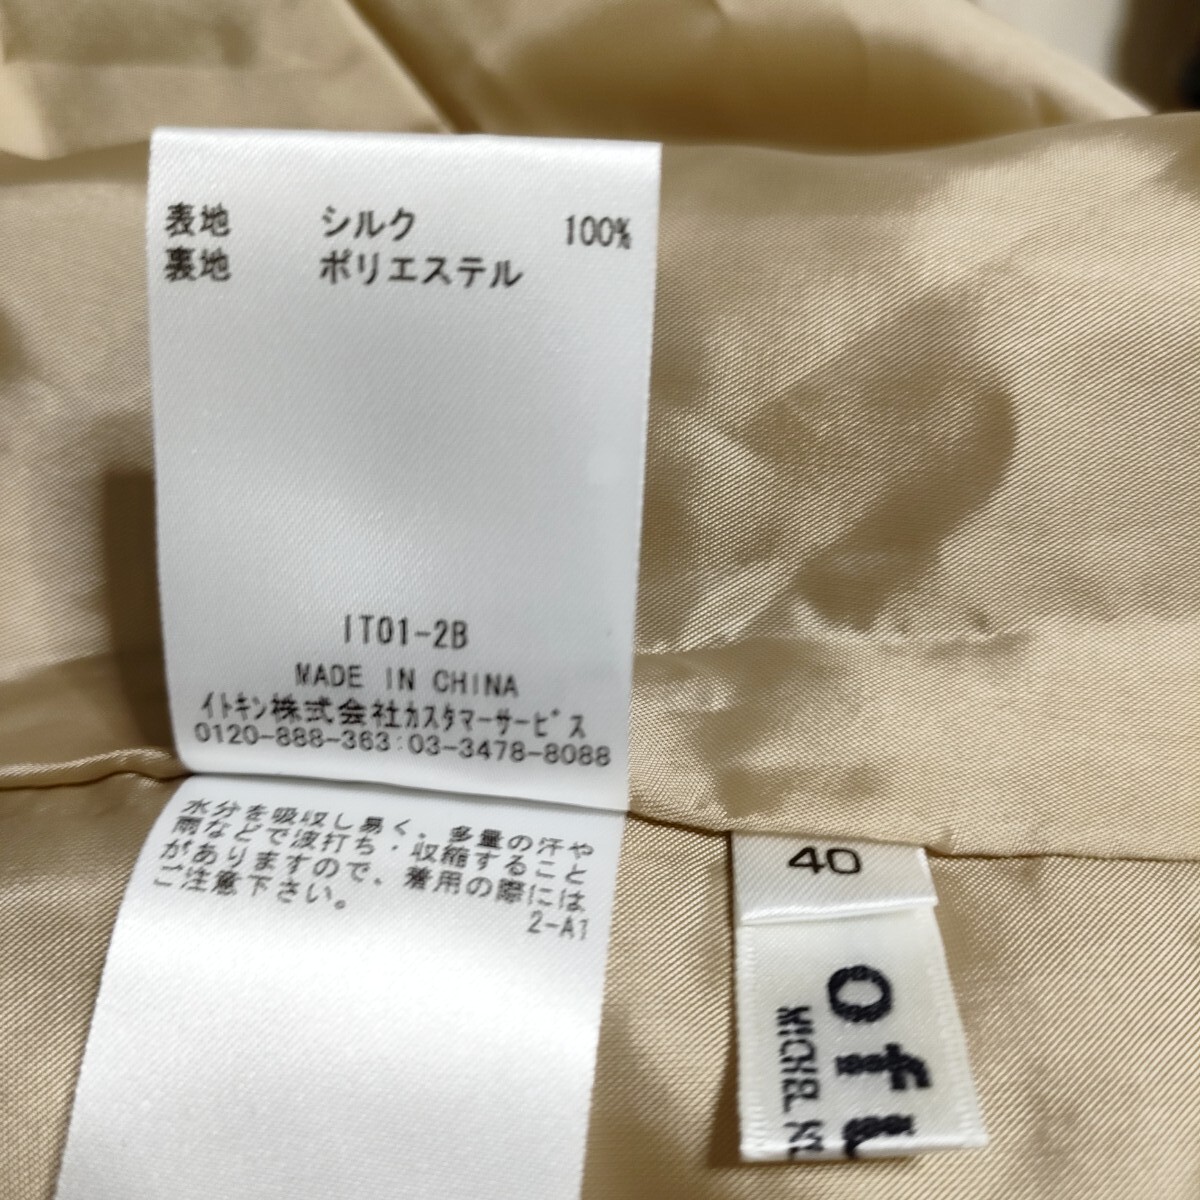 表地 シルク 100%
裏地 ポリエステル
IT01-2B
MADE IN CHINA
イトキン株式会社カスタマーサービス
0120-888-363:03-3478-8088
水分を吸収し易く、多量の汗や
雨などで波打ち・収縮すること
がありますので、着用の際には
ご注意下さい。
2-A1
40
of
MICHEL